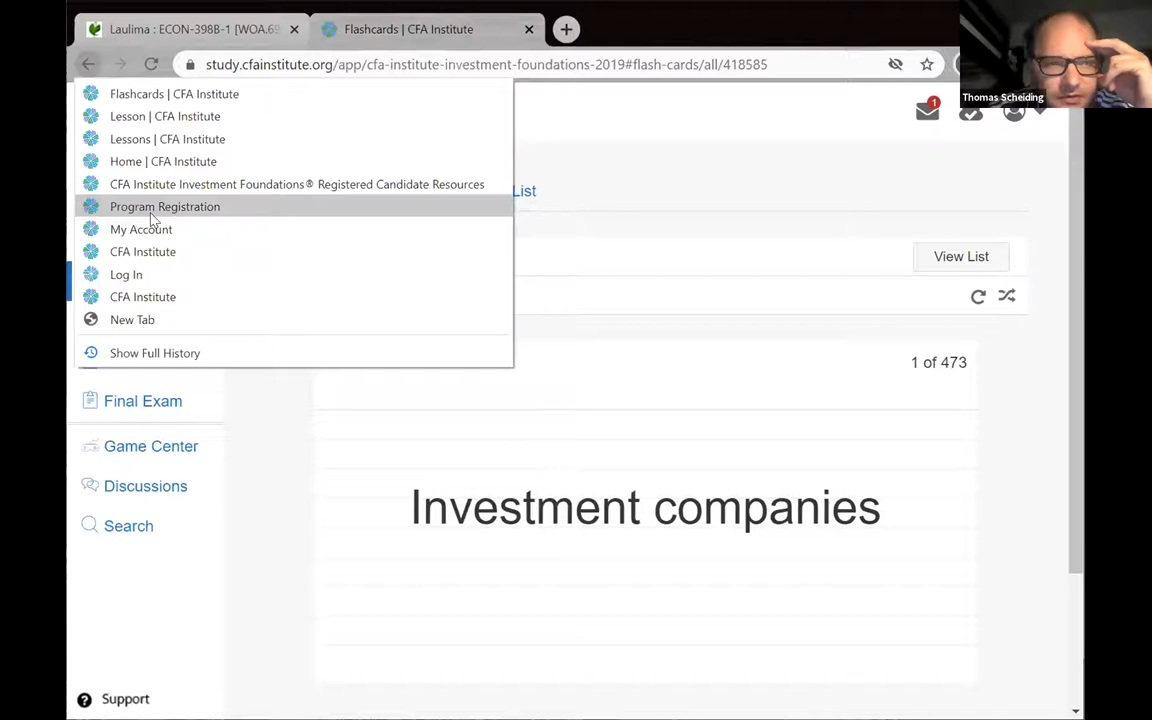 Laulima : ECON-398B-1 [WOA.69
Flashcards | CFA Institute
study.cfainstitute.org/app/cfa-institute-investment-foundations-2019#flash-cards/all/418585
Thomas Scheiding
1
Flashcards | CFA Institute
Lesson | CFA Institute
Lessons | CFA Institute
Home | CFA Institute
CFA Institute Investment Foundations® Registered Candidate Resources
Program Registration
My Account
CFA Institute
Log In
CFA Institute
New Tab
Show Full History
List
View List
1 of 473
Investment companies
Final Exam
Game Center
Discussions
Search
Support